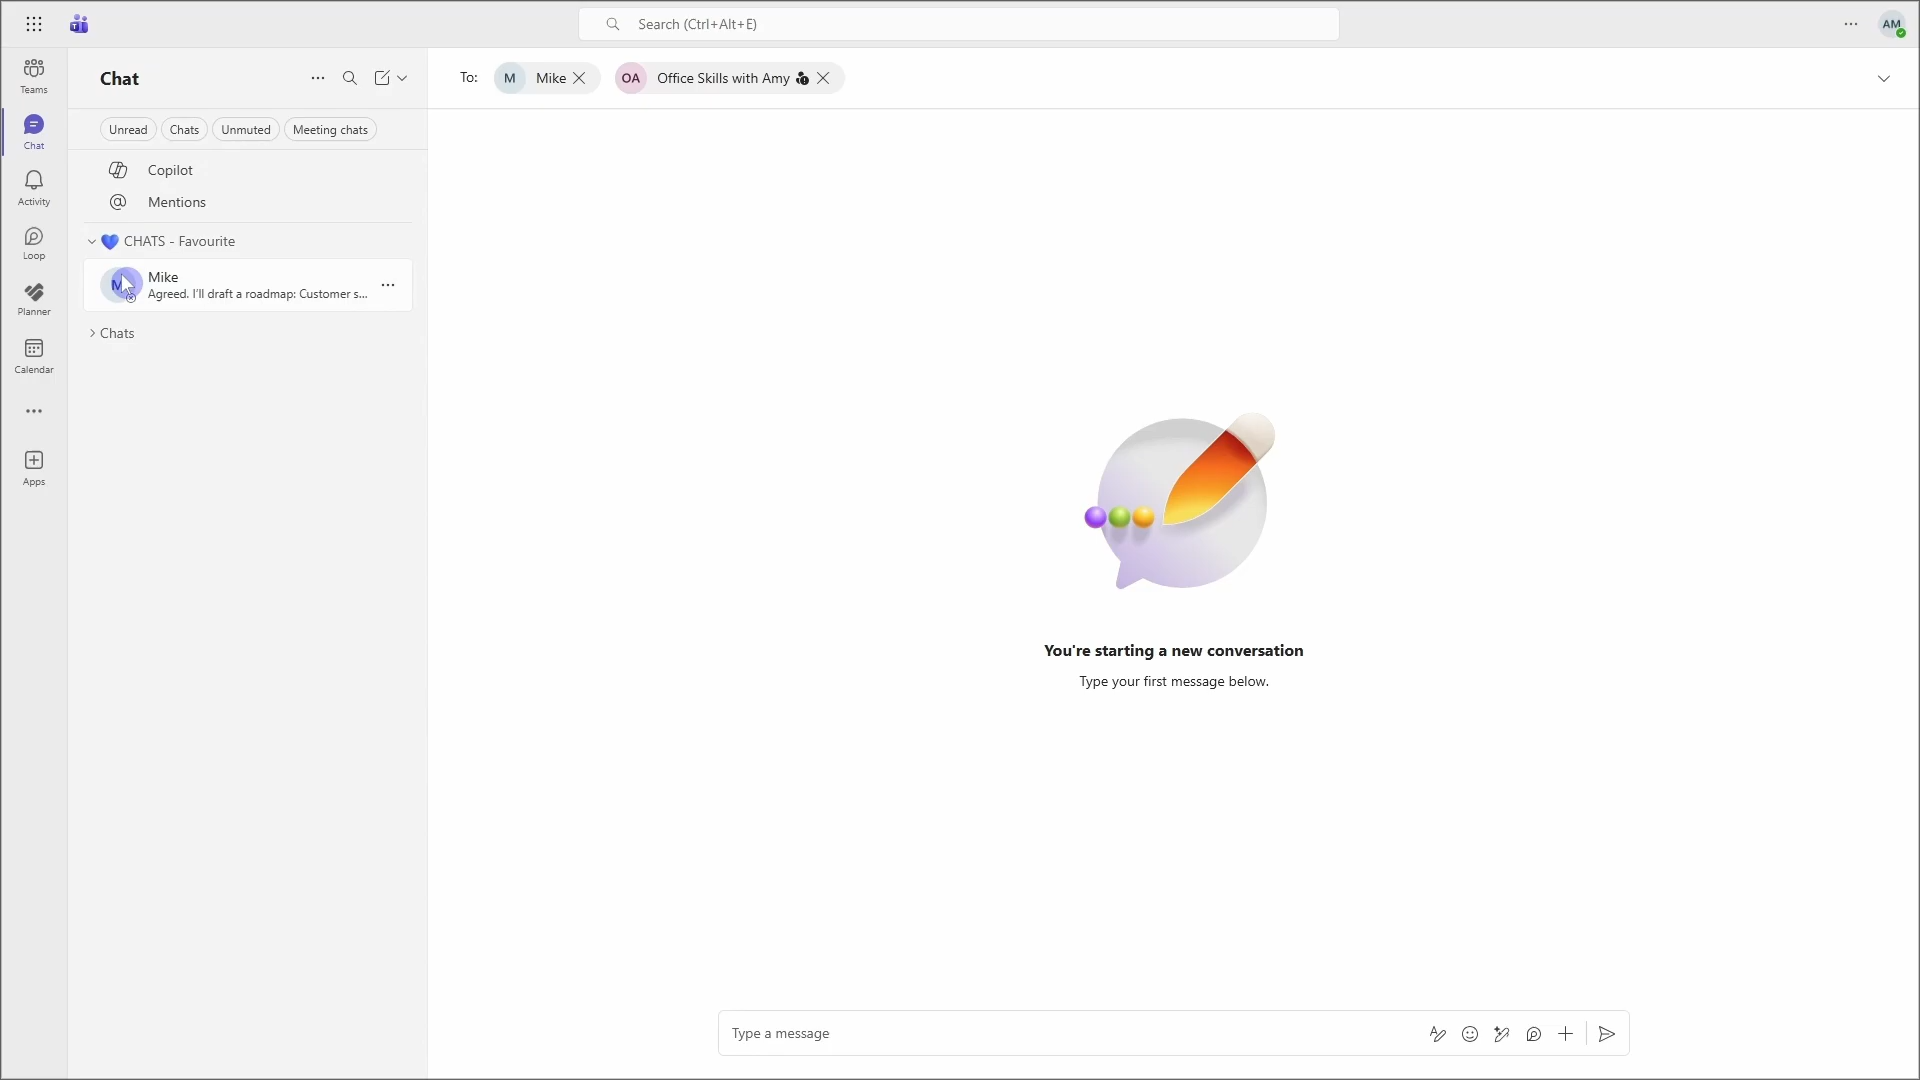 Search (Ctrl+Alt+E)
AM
Teams
Chat
Activity
Loop
Planner
Calendar
Apps
Chat
Unread
Chats
Unmuted
Meeting chats
Copilot
Mentions
CHATS - Favourite
M
Mike
Agreed. I'll draft a roadmap: Customer s...
Chats
To:
M
Mike
OA
Office Skills with Amy
You're starting a new conversation
Type your first message below.
Type a message